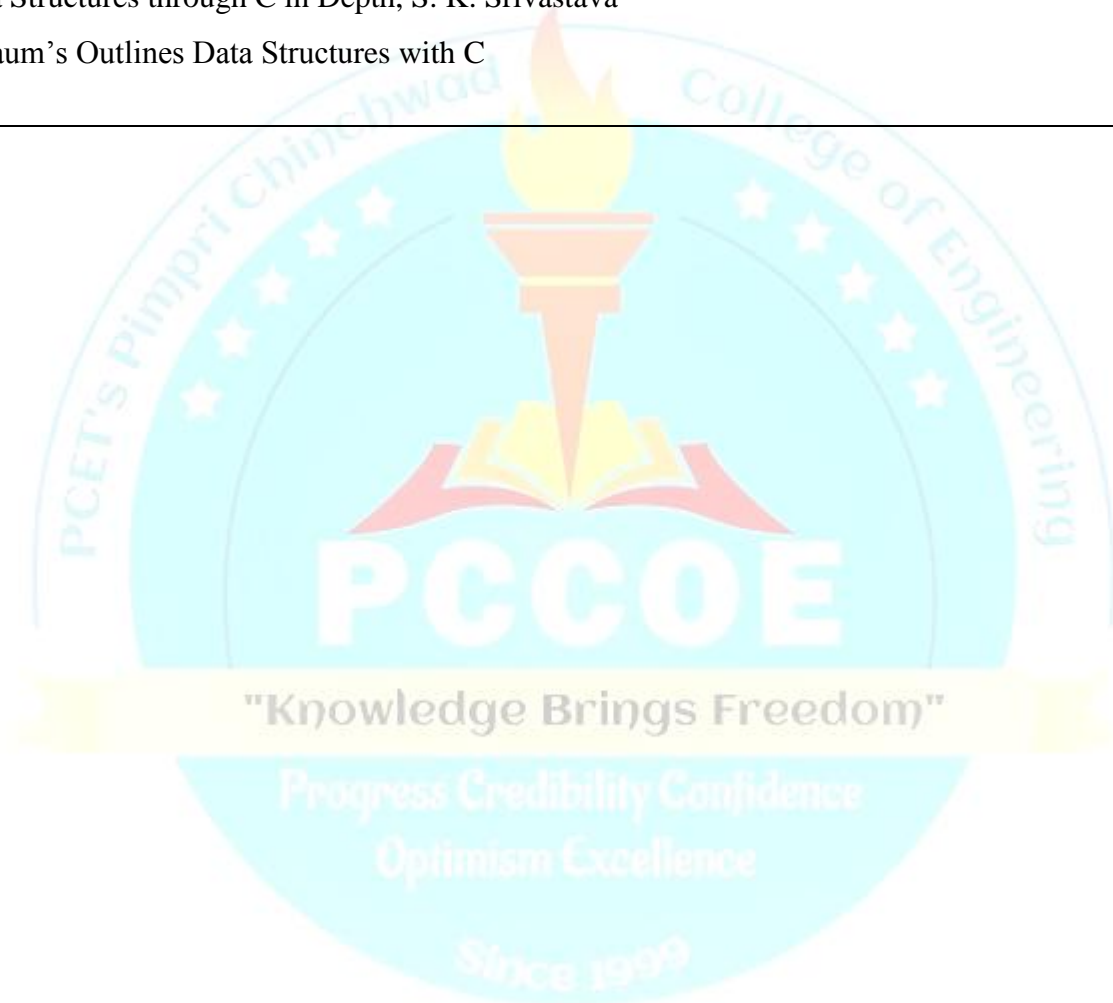 Structures through C in Depth, S. K. Srivastava
aum's Outlines Data Structures with C
PCET's Pimpri Chinchwad College of Engineering
PCCOE
"Knowledge Brings Freedom"
Progress Credibility Confidence
Optimism Excellence
Since 1999